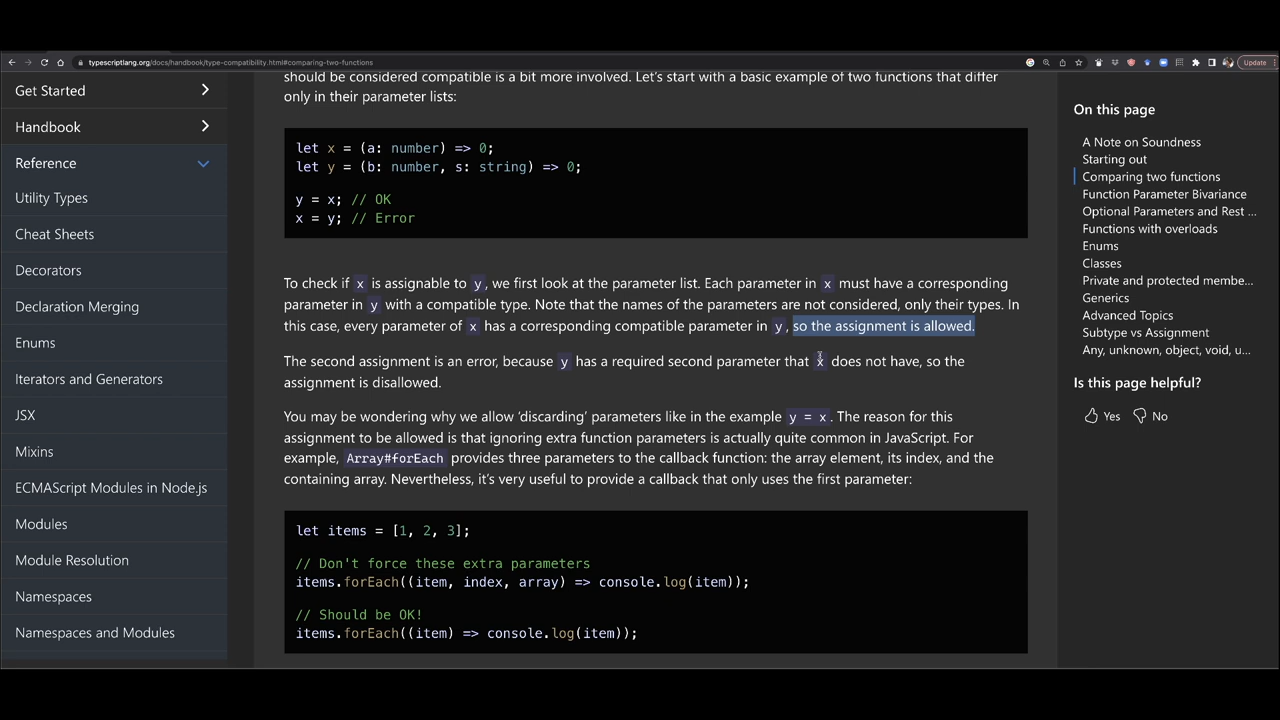 typescriptlang.org/docs/handbook/type-compatibility.html#comparing-two-functions
Update
Get Started
Handbook
Reference
Utility Types
Cheat Sheets
Decorators
Declaration Merging
Enums
Iterators and Generators
JSX
Mixins
ECMAScript Modules in Node.js
Modules
Module Resolution
Namespaces
Namespaces and Modules
should be considered compatible is a bit more involved. Let’s start with a basic example of two functions that differ
only in their parameter lists:
let x = (a: number) => 0;
let y = (b: number, s: string) => 0;
y = x; // OK
x = y; // Error
To check if x is assignable to y, we first look at the parameter list. Each parameter in x must have a corresponding
parameter in y with a compatible type. Note that the names of the parameters are not considered, only their types. In
this case, every parameter of x has a corresponding compatible parameter in y, so the assignment is allowed.
The second assignment is an error, because y has a required second parameter that x does not have, so the
assignment is disallowed.
You may be wondering why we allow ‘discarding’ parameters like in the example y = x. The reason for this
assignment to be allowed is that ignoring extra function parameters is actually quite common in JavaScript. For
example, Array#forEach provides three parameters to the callback function: the array element, its index, and the
containing array. Nevertheless, it’s very useful to provide a callback that only uses the first parameter:
let items = [1, 2, 3];
// Don't force these extra parameters
items.forEach((item, index, array) => console.log(item));
// Should be OK!
items.forEach((item) => console.log(item));
On this page
A Note on Soundness
Starting out
Comparing two functions
Function Parameter Bivariance
Optional Parameters and Rest ...
Functions with overloads
Enums
Classes
Private and protected membe...
Generics
Advanced Topics
Subtype vs Assignment
Any, unknown, object, void, u...
Is this page helpful?
Yes
No